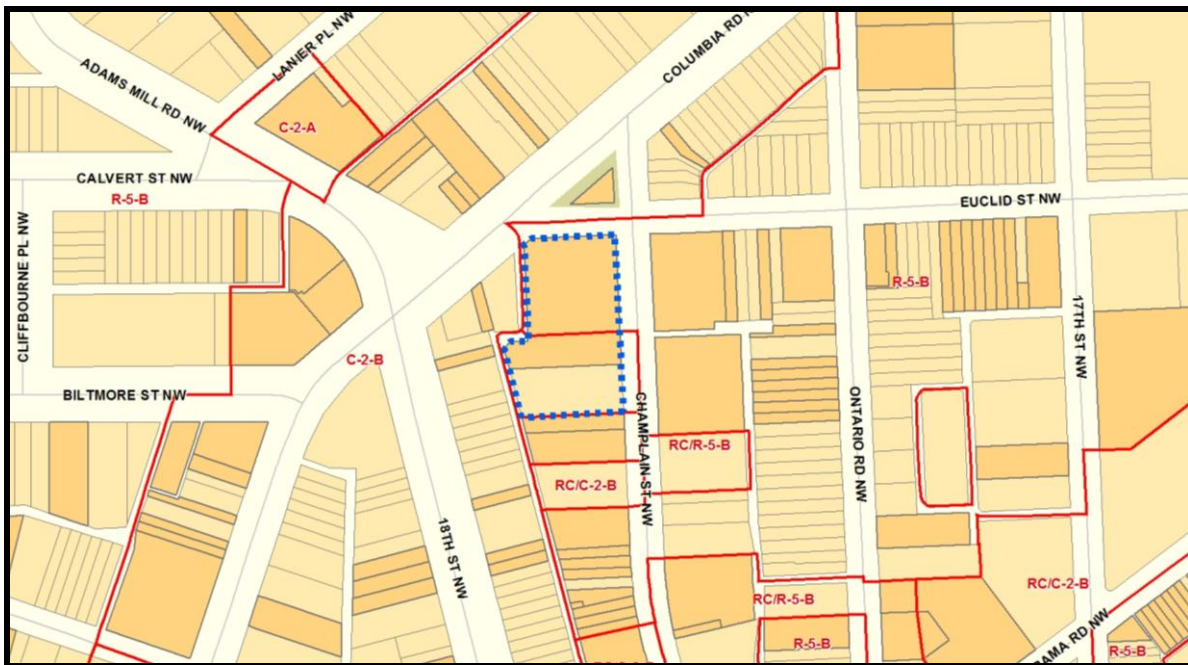 ADAMS MILL RD NW
LANIER PL NW
COLUMBIA RD
C-2-A
CALVERT ST NW
R-5-B
CLIFFBOURNE PL NW
EUCLID ST NW
R-5-B
17TH ST NW
C-2-B
BILTMORE ST NW
CHAMPLAIN ST NW
ONTARIO RD NW
RC/R-5-B
RC/C-2-B
18TH ST NW
RC/C-2-B
RC/R-5-B
R-5-B
BAMA RD NW
R-5-B